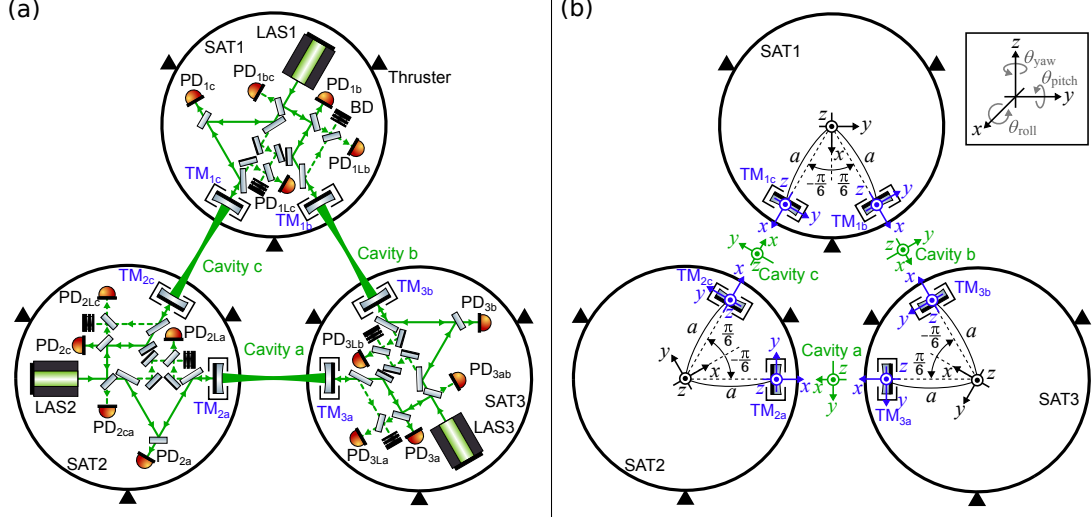 (a)
LAS1
SAT1
PD1bc
Thruster
PD1c
PD1b
BD
PD1Lb
TM1c
PD1Lc
TM1b
Cavity c
Cavity b
TM2c
TM3b
PD2Lc
PD3b
PD2La
PD2c
PD3Lb
Cavity a
PD3ab
LAS2
TM2a
TM3a
SAT3
PD2ca
LAS3
PD3La
PD3a
SAT2
PD2a
(b)
SAT1
z
θyaw
θpitch
y
x
θroll
z
y
x
a
a
-π/6
π/6
TM1c
z
z
y
x
y
TM1b
x
y
x
z
Cavity c
z
y
x
Cavity b
TM2c
x
y
z
x
TM3b
y
z
a
π/6
-π/6
y
x
z
a
y
z
x
TM2a
Cavity a
x
z
y
a
-π/6
π/6
x
z
y
a
z
x
y
TM3a
SAT3
SAT2